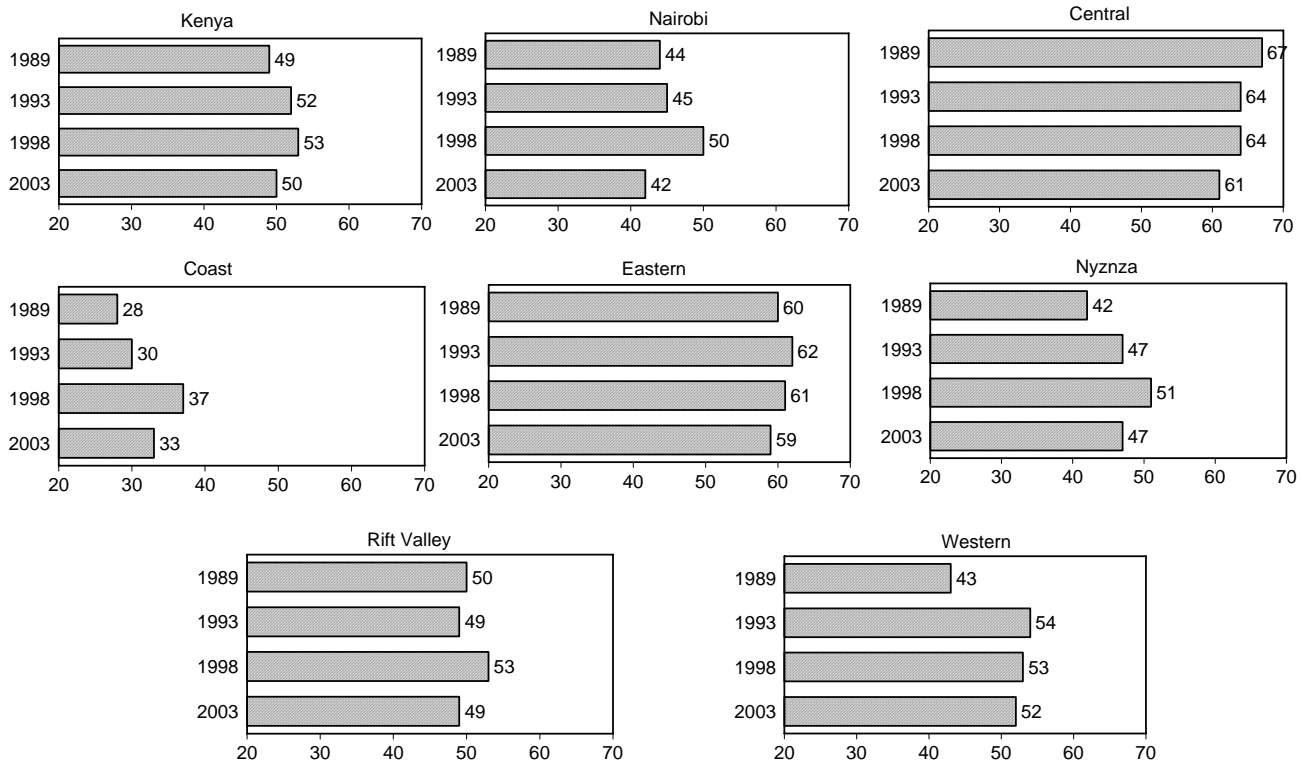 Kenya
1989 49
1993 52
1998 53
2003 50
20 30 40 50 60 70
Nairobi
1989 44
1993 45
1998 50
2003 42
20 30 40 50 60 70
Central
1989 67
1993 64
1998 64
2003 61
20 30 40 50 60 70
Coast
1989 28
1993 30
1998 37
2003 33
20 30 40 50 60 70
Eastern
1989 60
1993 62
1998 61
2003 59
20 30 40 50 60 70
Nyznza
1989 42
1993 47
1998 51
2003 47
20 30 40 50 60 70
Rift Valley
1989 50
1993 49
1998 53
2003 49
20 30 40 50 60 70
Western
1989 43
1993 54
1998 53
2003 52
20 30 40 50 60 70